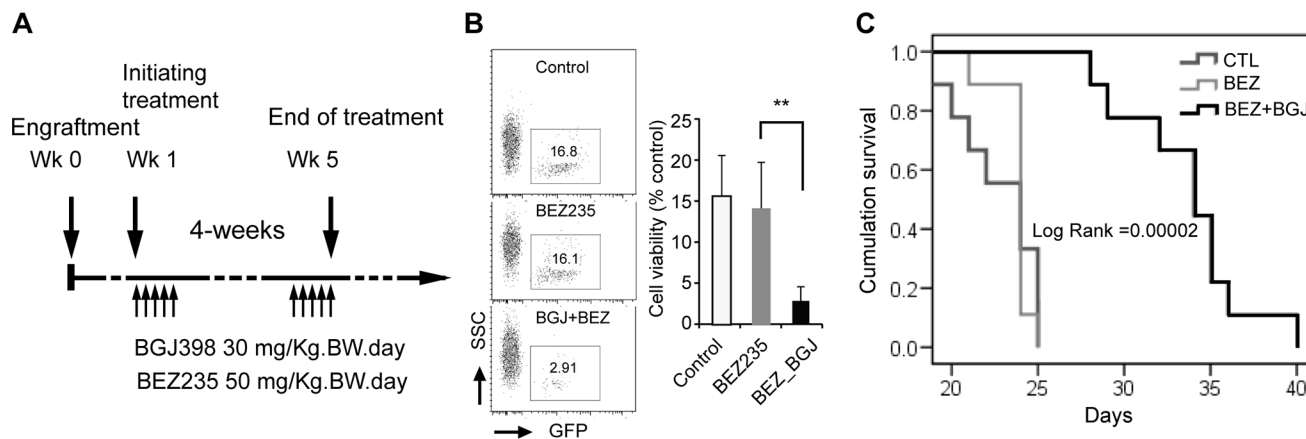 A
Initiating
treatment
Engraftment
End of treatment
Wk 0
Wk 1
Wk 5
4-weeks
BGJ398 30 mg/Kg.BW.day
BEZ235 50 mg/Kg.BW.day
B
Control
16.8
BEZ235
16.1
BGJ+BEZ
2.91
SSC
GFP
Cell viability (% control)
25
20
15
10
5
0
**
Control
BEZ235
BEZ_BGJ
C
Cumulation survival
1.0
0.8
0.6
0.4
0.2
0.0
CTL
BEZ
BEZ+BGJ
Log Rank =0.00002
20
25
30
35
40
Days